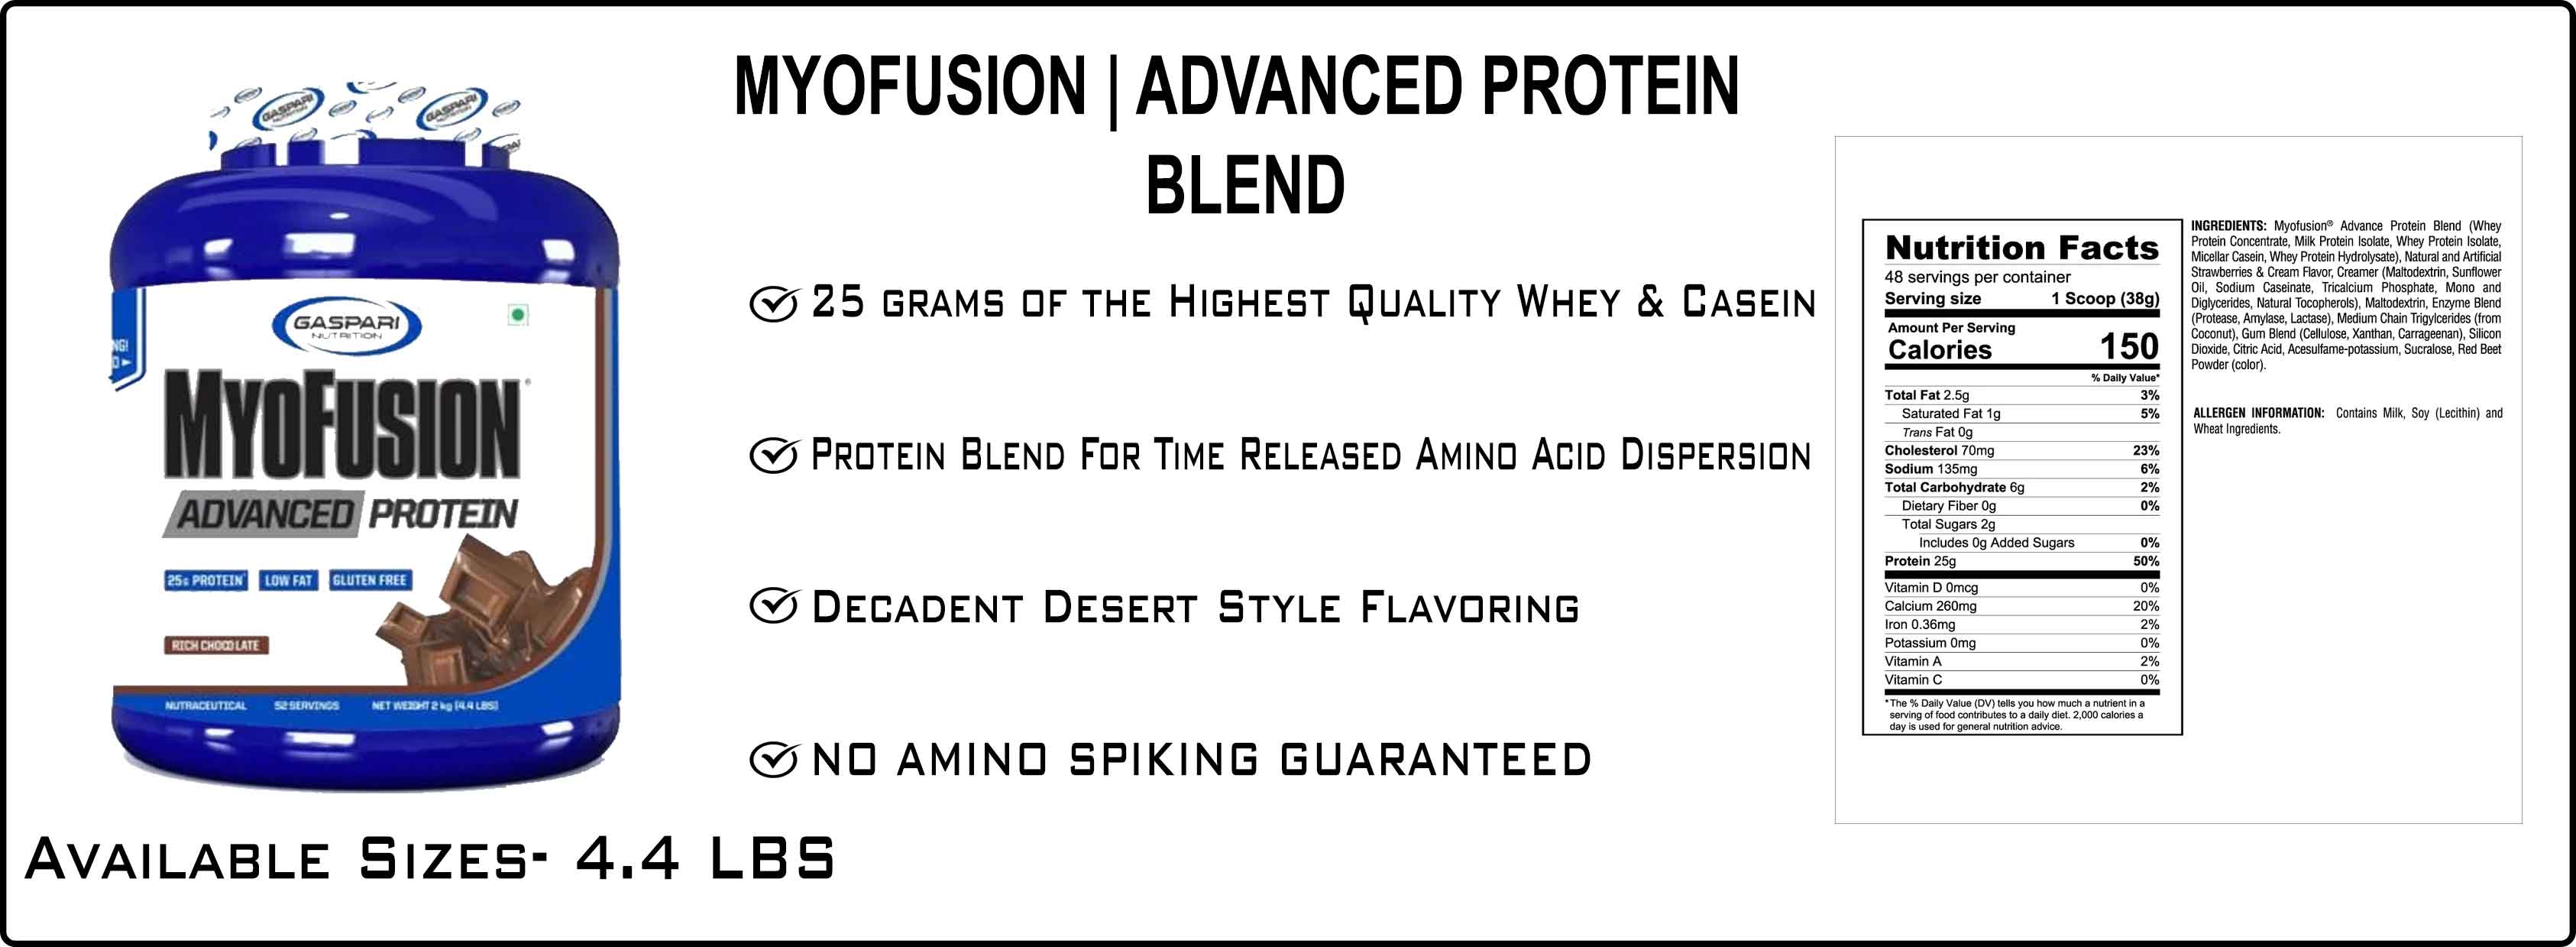 MYOFUSION | ADVANCED PROTEIN
BLEND
GASPARI
NUTRITION
NG!
MYOFUSION®
ADVANCED PROTEIN
25g PROTEIN
LOW FAT
GLUTEN FREE
RICH CHOCOLATE
NUTRACEUTICAL
52 SERVINGS
NET WEIGHT 2 kg (4.4 LBS)
25 GRAMS OF THE HIGHEST QUALITY WHEY & CASEIN
PROTEIN BLEND FOR TIME RELEASED AMINO ACID DISPERSION
DECADENT DESERT STYLE FLAVORING
NO AMINO SPIKING GUARANTEED
AVAILABLE SIZES- 4.4 LBS
Nutrition Facts
48 servings per container
Serving size 1 Scoop (38g)
Amount Per Serving
Calories 150
% Daily Value*
Total Fat 2.5g 3%
Saturated Fat 1g 5%
Trans Fat 0g
Cholesterol 70mg 23%
Sodium 135mg 6%
Total Carbohydrate 6g 2%
Dietary Fiber 0g 0%
Total Sugars 2g
Includes 0g Added Sugars 0%
Protein 25g 50%
Vitamin D 0mcg 0%
Calcium 260mg 20%
Iron 0.36mg 2%
Potassium 0mg 0%
Vitamin A 2%
Vitamin C 0%
*The % Daily Value (DV) tells you how much a nutrient in a
serving of food contributes to a daily diet. 2,000 calories a
day is used for general nutrition advice.
INGREDIENTS: Myofusion® Advance Protein Blend (Whey
Protein Concentrate, Milk Protein Isolate, Whey Protein Isolate,
Micellar Casein, Whey Protein Hydrolysate), Natural and Artificial
Strawberries & Cream Flavor, Creamer (Maltodextrin, Sunflower
Oil, Sodium Caseinate, Tricalcium Phosphate, Mono and
Diglycerides, Natural Tocopherols), Maltodextrin, Enzyme Blend
(Protease, Amylase, Lactase), Medium Chain Trigylcerides (from
Coconut), Gum Blend (Cellulose, Xanthan, Carrageenan), Silicon
Dioxide, Citric Acid, Acesulfame-potassium, Sucralose, Red Beet
Powder (color).
ALLERGEN INFORMATION: Contains Milk, Soy (Lecithin) and
Wheat Ingredients.